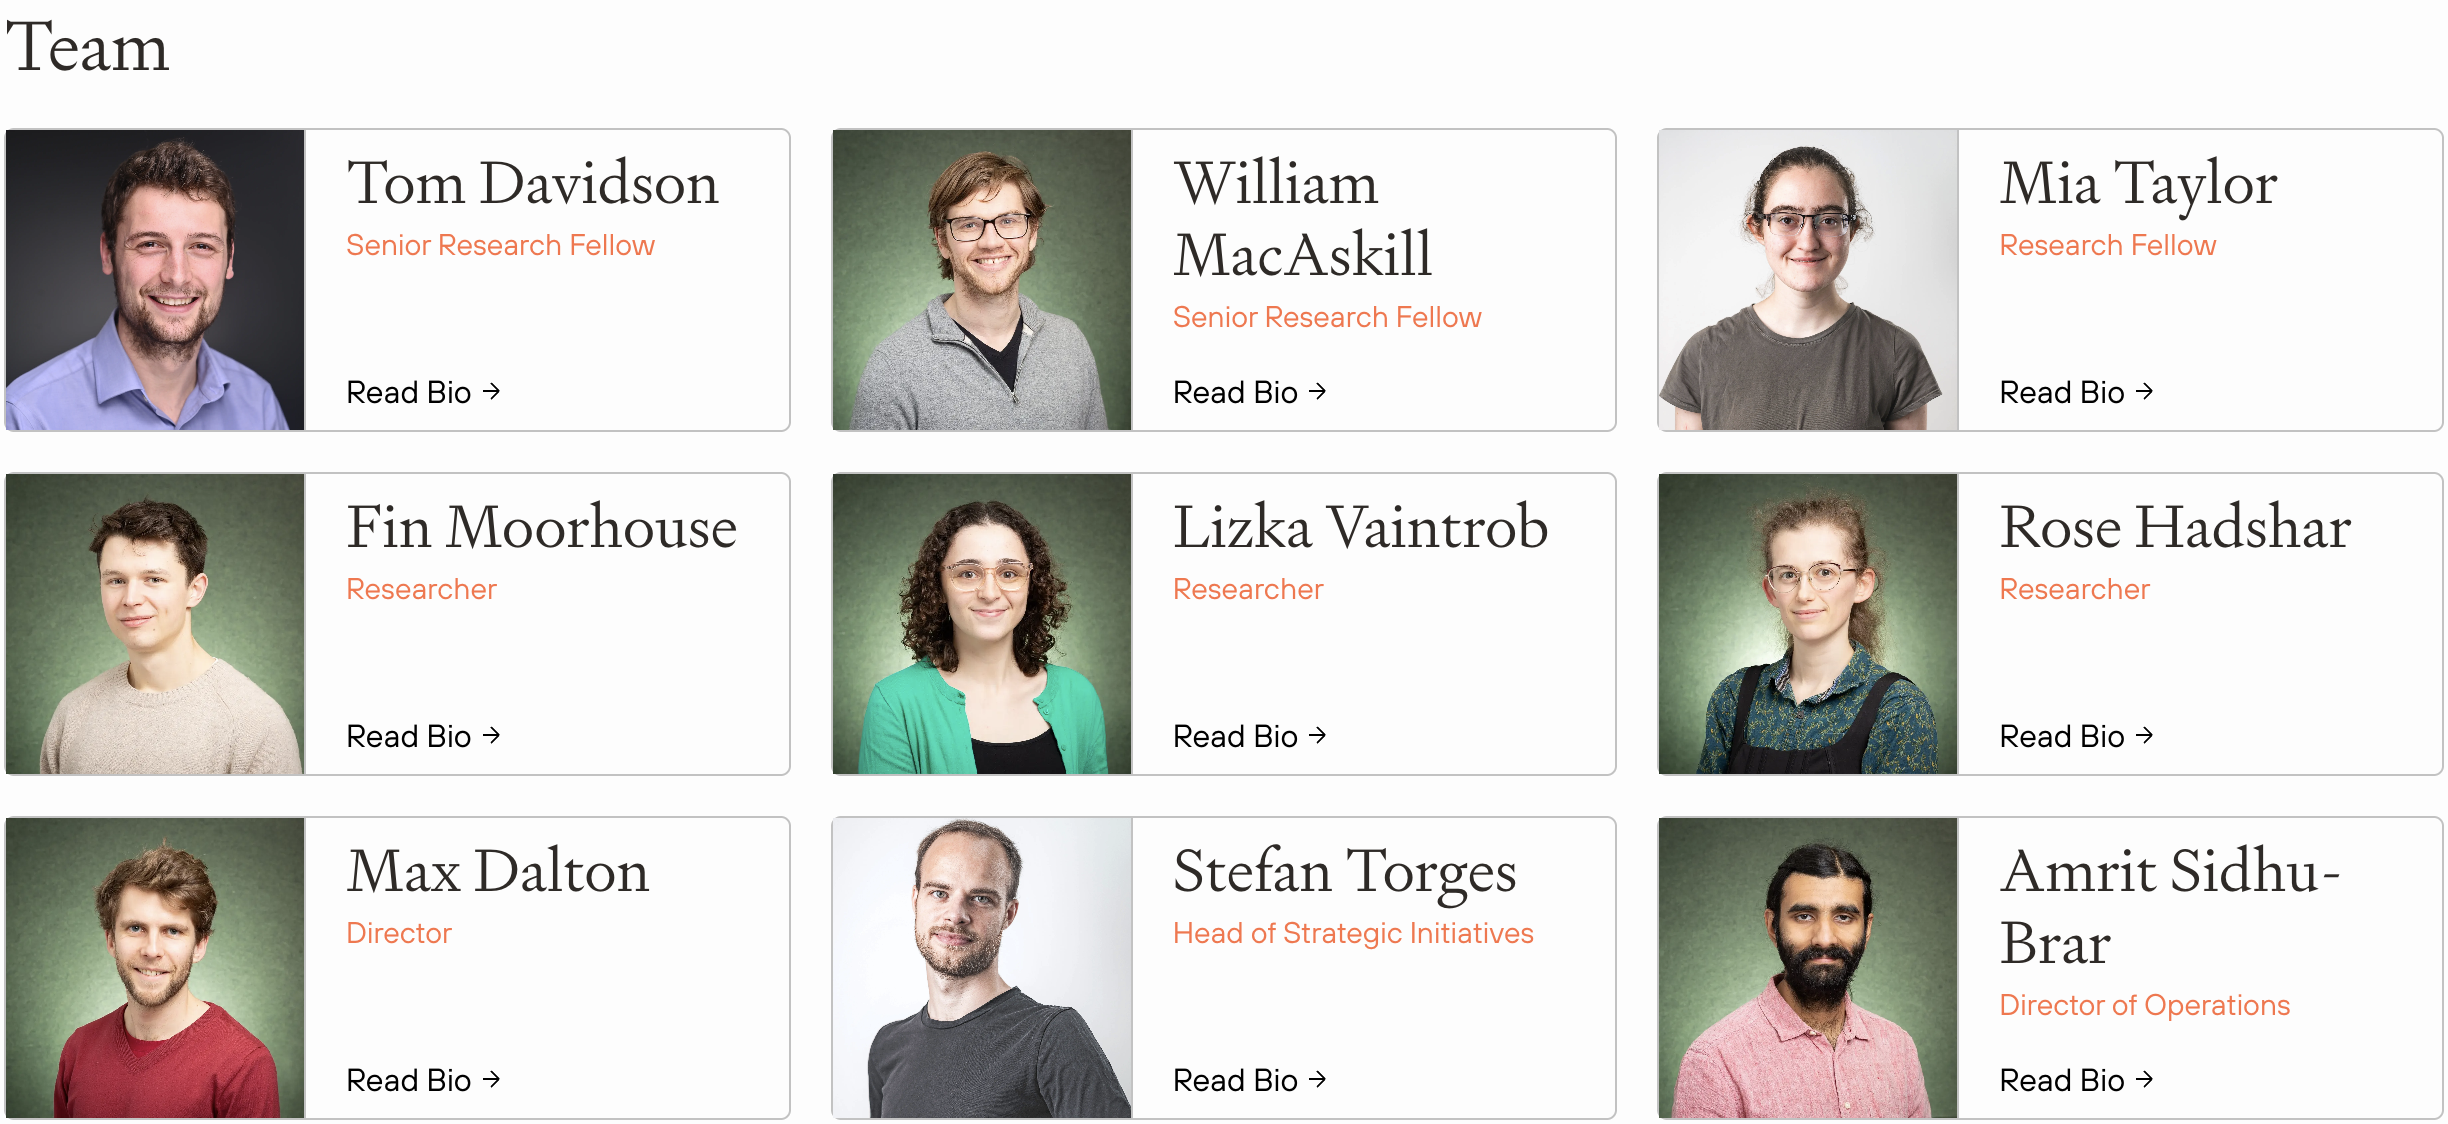 Team
Tom Davidson
Senior Research Fellow
Read Bio →
William
MacAskill
Senior Research Fellow
Read Bio →
Mia Taylor
Research Fellow
Read Bio →
Fin Moorhouse
Researcher
Read Bio →
Lizka Vaintrob
Researcher
Read Bio →
Rose Hadshar
Researcher
Read Bio →
Max Dalton
Director
Read Bio →
Stefan Torges
Head of Strategic Initiatives
Read Bio →
Amrit Sidhu-
Brar
Director of Operations
Read Bio →